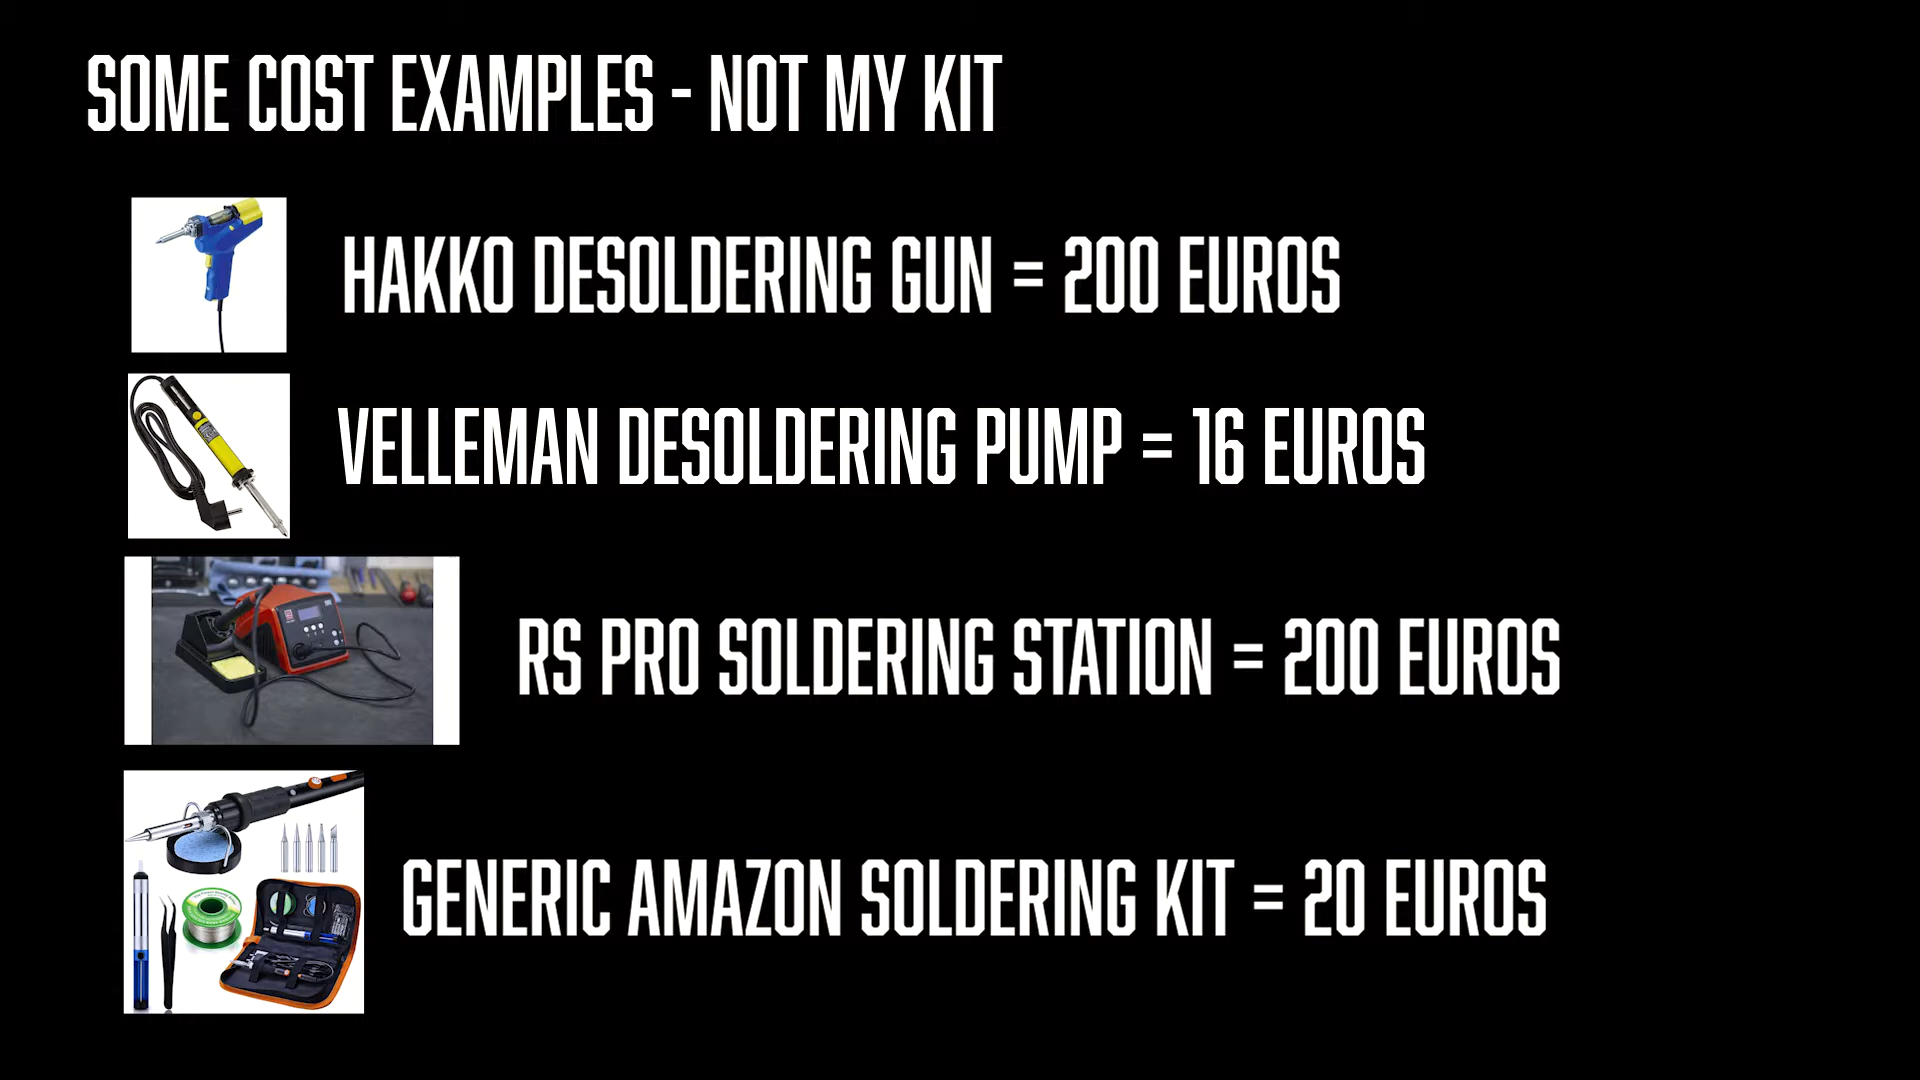 SOME COST EXAMPLES - NOT MY KIT
HAKKO DESOLDERING GUN = 200 EUROS
VELLEMAN DESOLDERING PUMP = 16 EUROS
RS PRO SOLDERING STATION = 200 EUROS
GENERIC AMAZON SOLDERING KIT = 20 EUROS